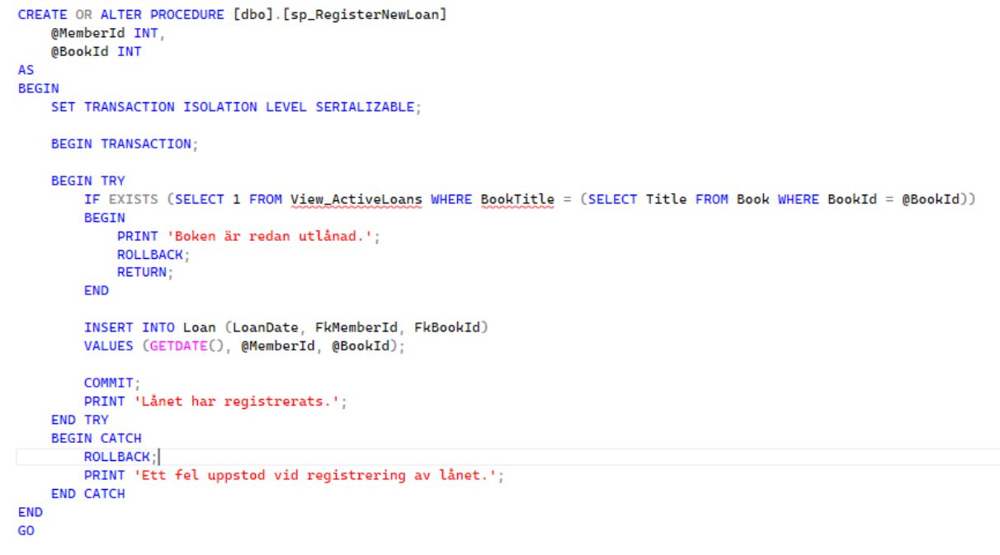 CREATE OR ALTER PROCEDURE [dbo].[sp_RegisterNewLoan]
    @MemberId INT,
    @BookId INT
AS
BEGIN
    SET TRANSACTION ISOLATION LEVEL SERIALIZABLE;
    BEGIN TRANSACTION;
    BEGIN TRY
        IF EXISTS (SELECT 1 FROM View_ActiveLoans WHERE BookTitle = (SELECT Title FROM Book WHERE BookId = @BookId))
        BEGIN
            PRINT 'Boken är redan utlånad.';
            ROLLBACK;
            RETURN;
        END
        INSERT INTO Loan (LoanDate, FkMemberId, FkBookId)
        VALUES (GETDATE(), @MemberId, @BookId);
        COMMIT;
        PRINT 'Lånet har registrerats.';
    END TRY
    BEGIN CATCH
        ROLLBACK;
        PRINT 'Ett fel uppstod vid registrering av lånet.';
    END CATCH
END
GO